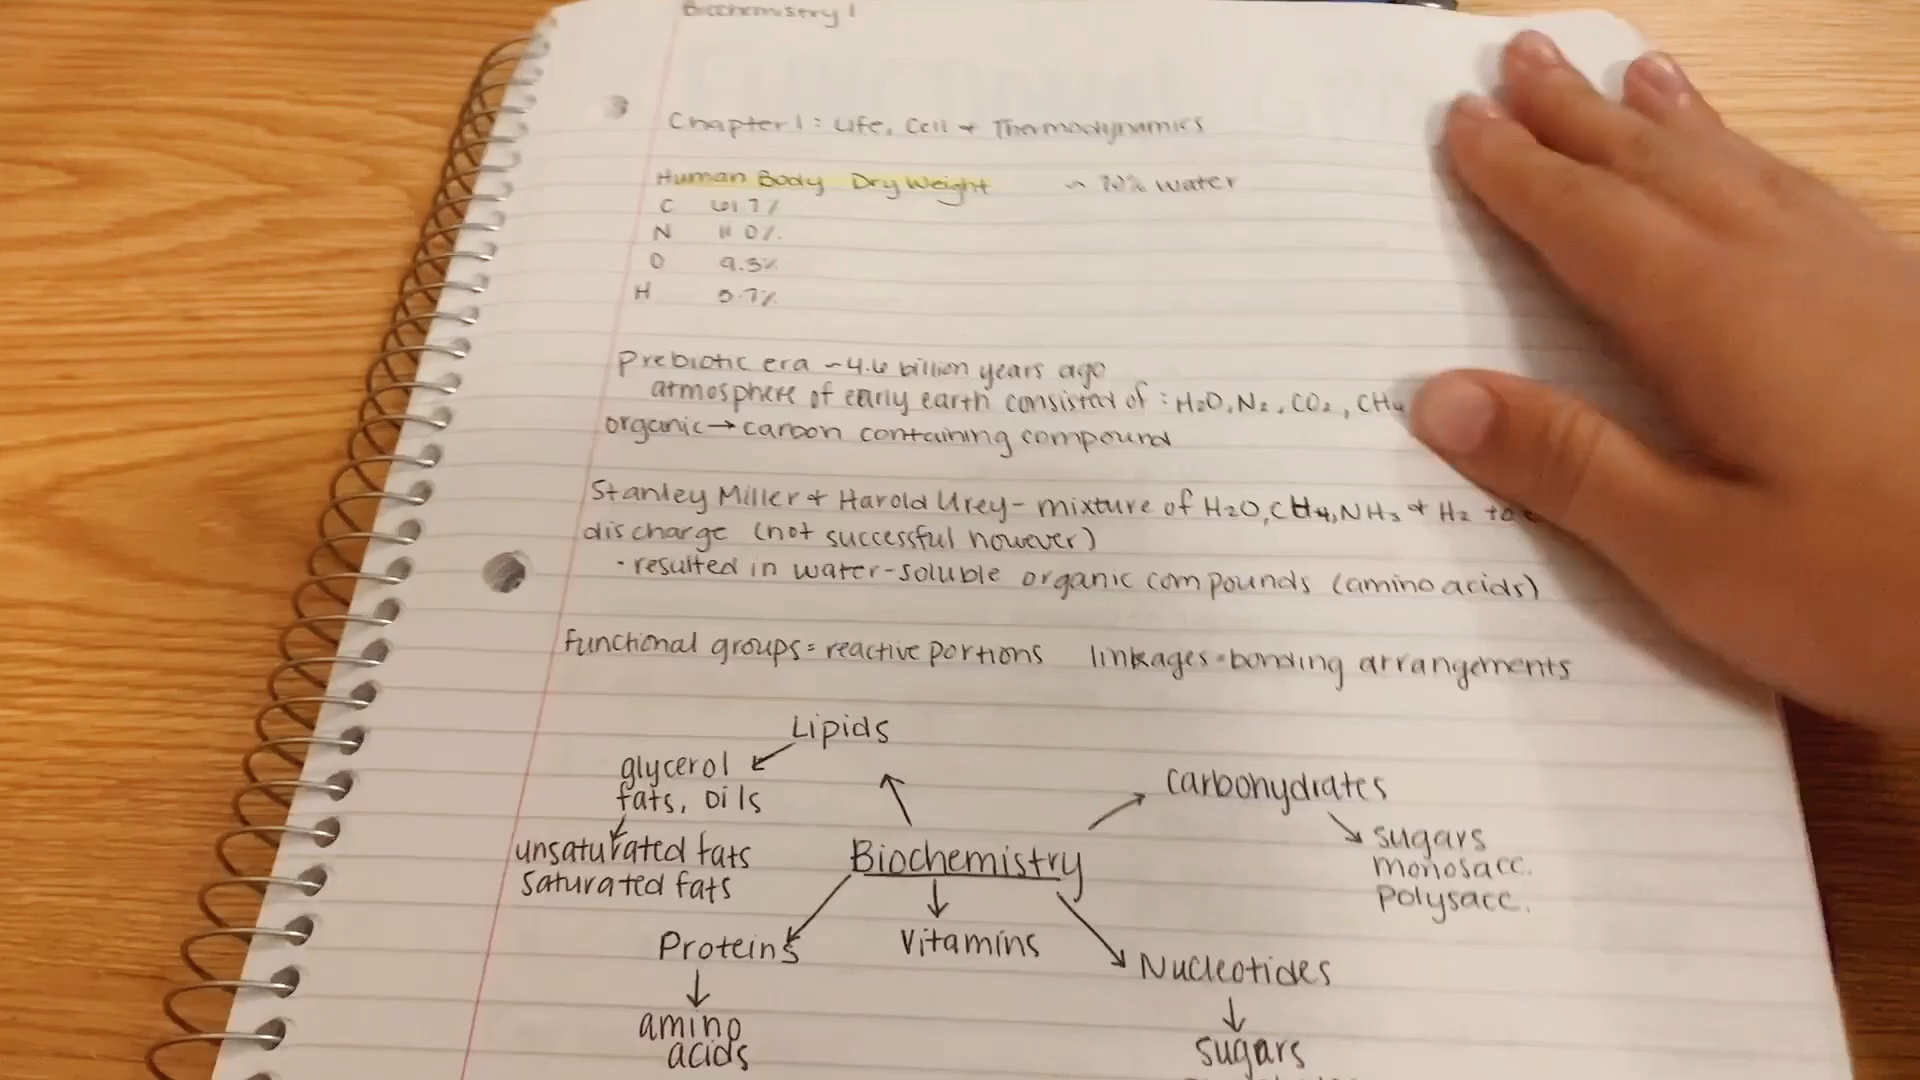 Biochemistry 1
Chapter 1: Life, Cell + Thermodynamics
Human Body Dry Weight ~ 70% water
C 61.7%
N 11.0%
O 9.3%
H 5.7%
Prebiotic era ~4.6 billion years ago
atmosphere of early earth consisted of : H2O, N2, CO2, CH4
organic → carbon containing compound
Stanley Miller + Harold Urey - mixture of H2O, CH4, NH3 + H2 to
discharge (not successful however)
· resulted in water-soluble organic compounds (amino acids)
functional groups = reactive portions linkages = bonding arrangements
Lipids
glycerol
fats, oils
unsaturated fats
saturated fats
Biochemistry
Carbohydrates
sugars
monosacc.
polysacc.
Proteins
amino
acids
Vitamins
Nucleotides
sugars